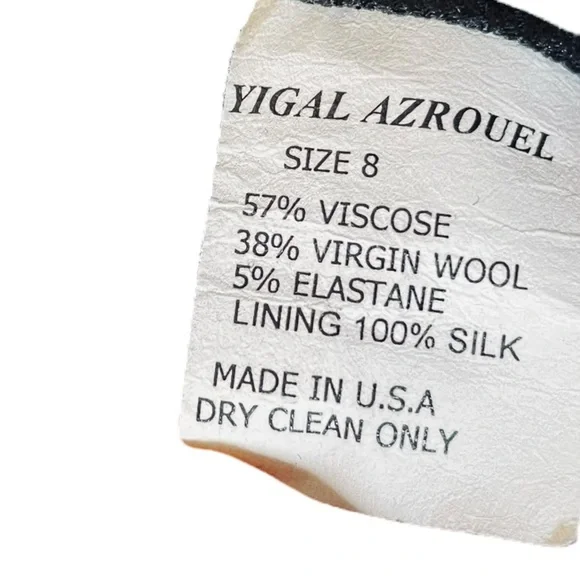 YIGAL AZROUEL
SIZE 8
57% VISCOSE
38% VIRGIN WOOL
5% ELASTANE
LINING 100% SILK
MADE IN U.S.A
DRY CLEAN ONLY